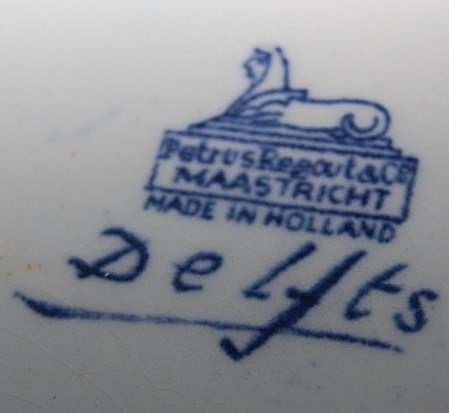 Petrus Regout & Co
MAASTRICHT
MADE IN HOLLAND
Delfts